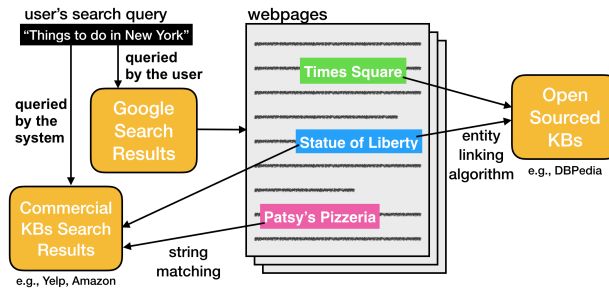 user's search query
"Things to do in New York"
queried
by the user
queried
by the
system
Google
Search
Results
webpages
Times Square
Statue of Liberty
Patsy's Pizzeria
Open
Sourced
KBs
e.g., DBPedia
entity
linking
algorithm
Commercial
KBs Search
Results
e.g., Yelp, Amazon
string
matching